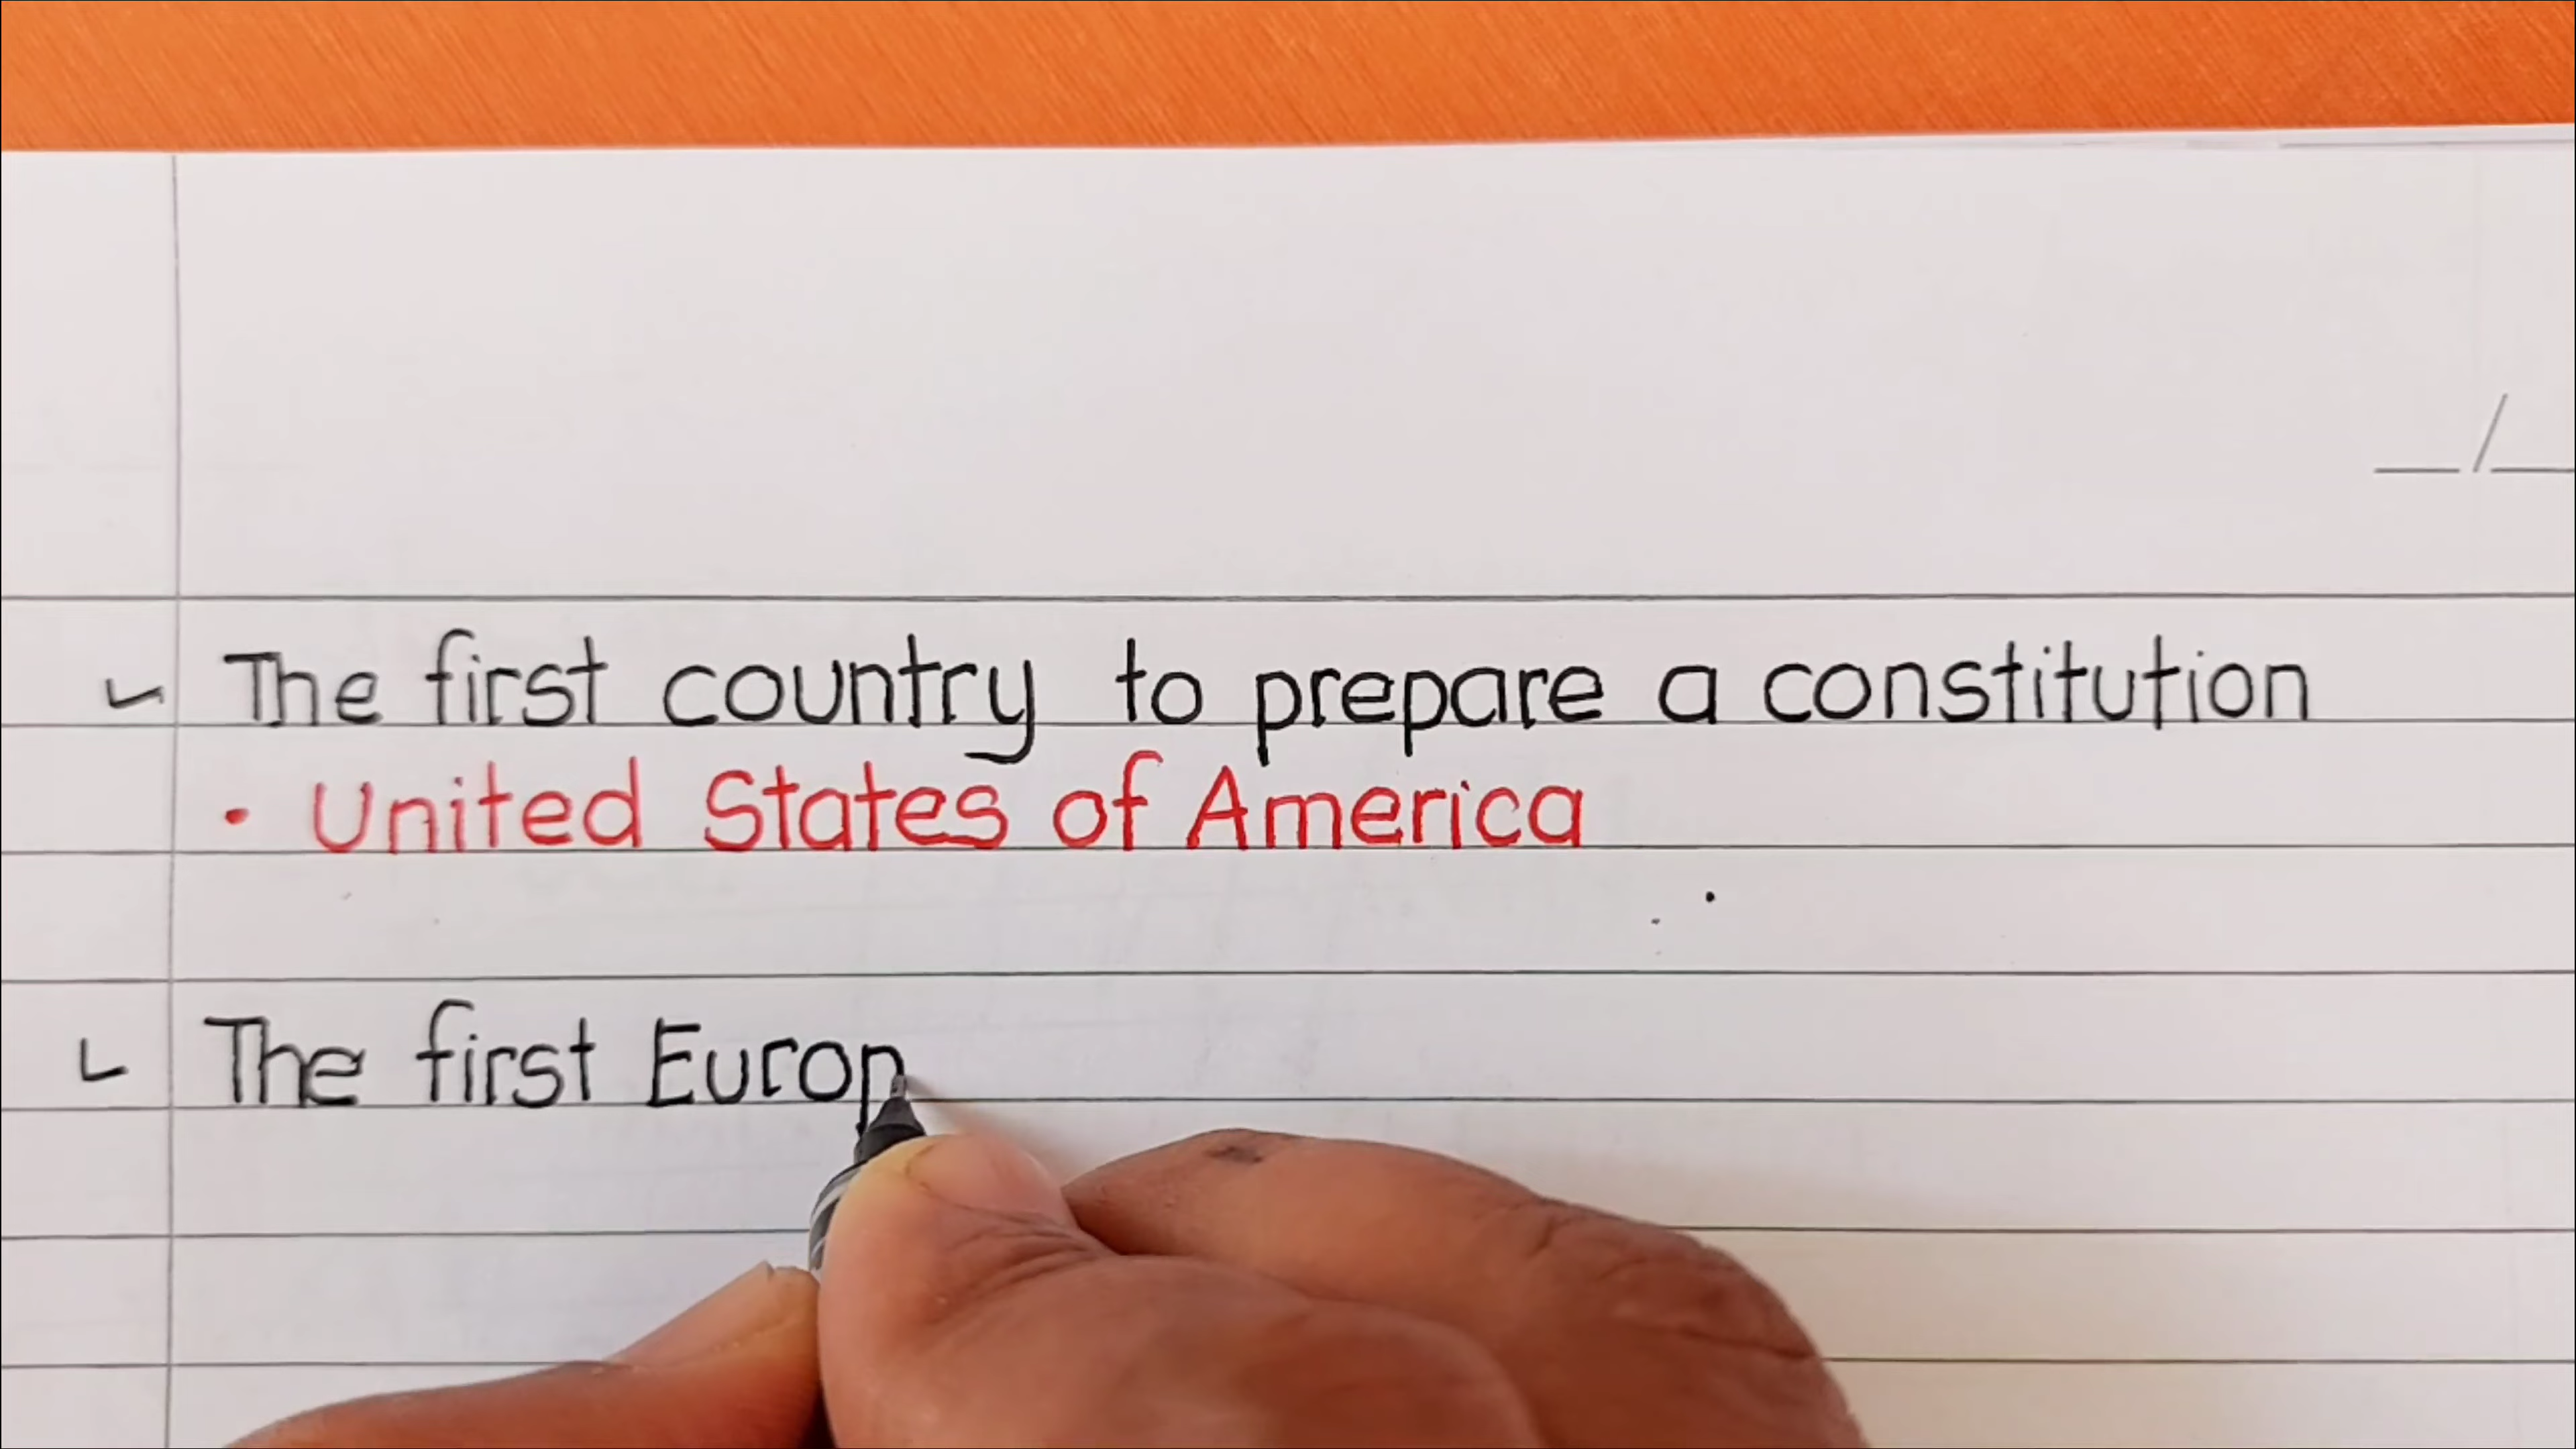 The first country to prepare a constitution
• United States of America
The first Europ